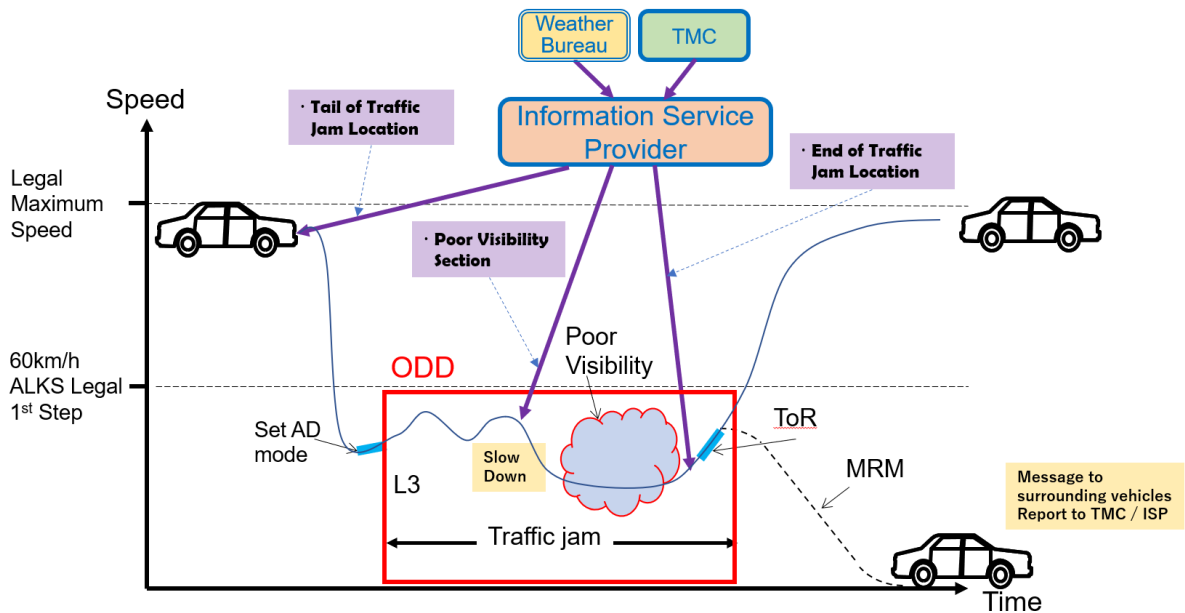 Weather
Bureau
TMC
Speed
・Tail of Traffic
Jam Location
Information Service
Provider
・End of Traffic
Jam Location
Legal
Maximum
Speed
・Poor Visibility
Section
60km/h
ALKS Legal
1st Step
ODD
Poor
Visibility
Set AD
mode
ToR
Slow
Down
L3
MRM
Message to
surrounding vehicles
Report to TMC / ISP
Traffic jam
Time